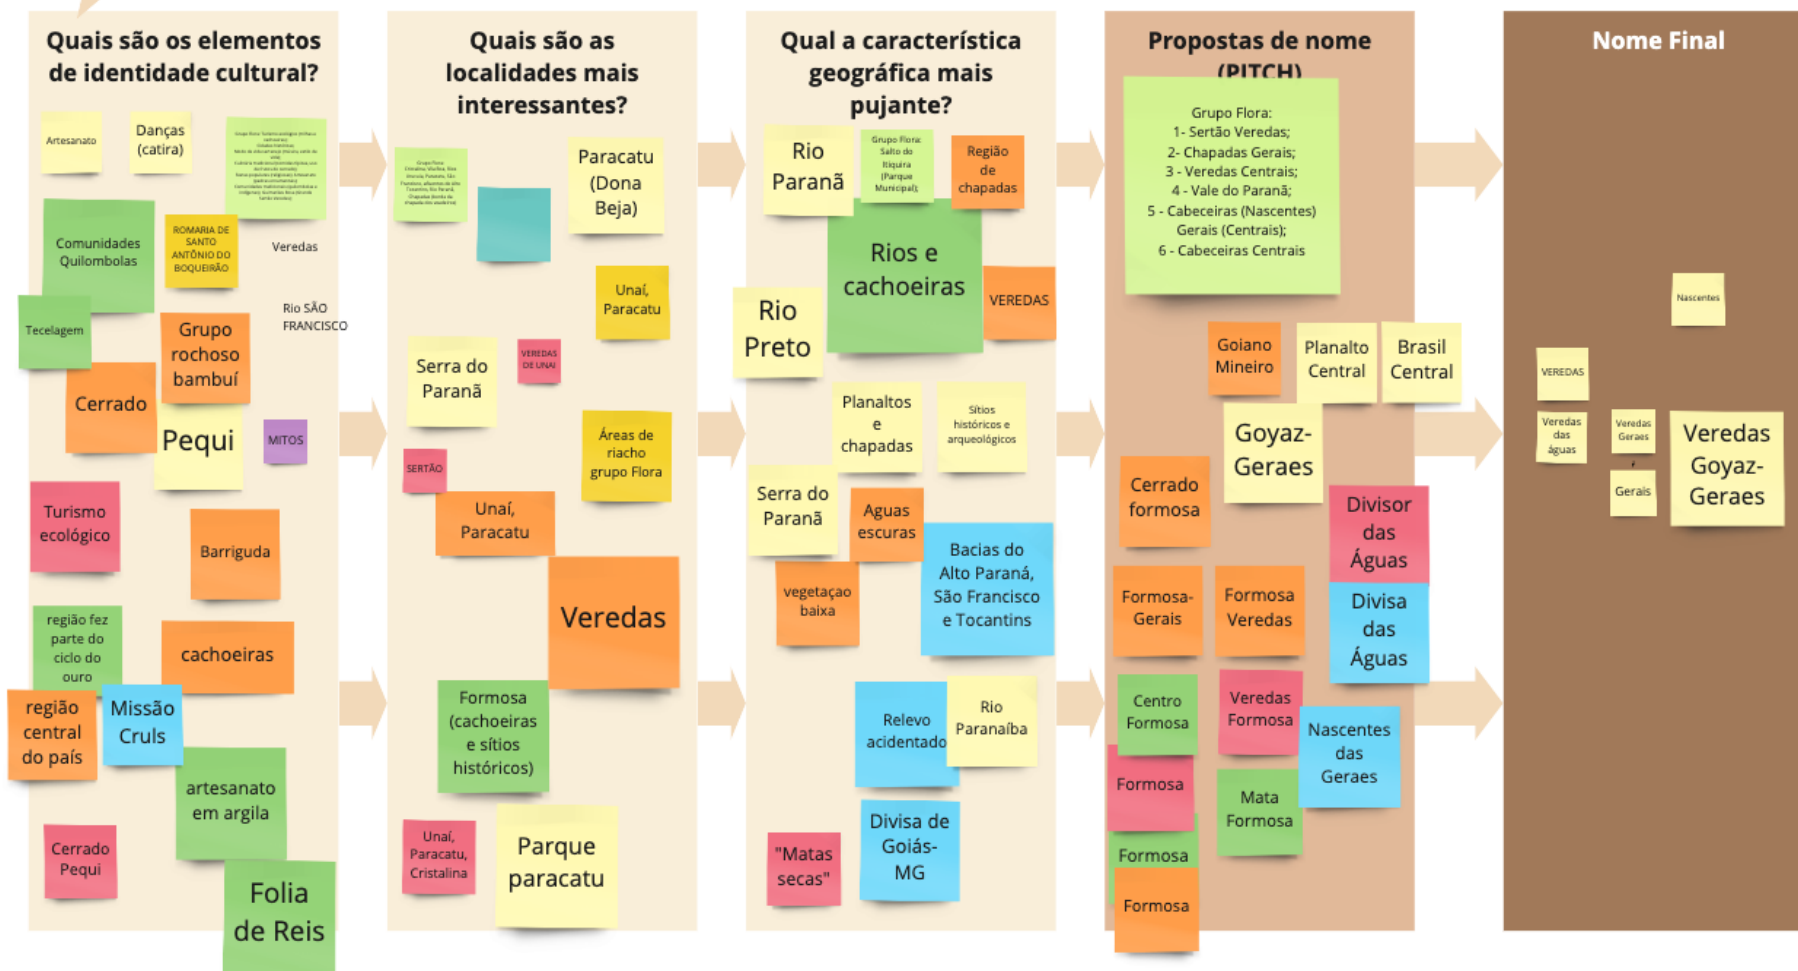 Quais são os elementos
de identidade cultural?
Artesanato
Danças
(catira)
Comunidades
Quilombolas
ROMARIA DE
SANTO
ANTÔNIO DO
BOQUEIRÃO
Veredas
Rio SÃO
FRANCISCO
Tecelagem
Grupo
rochoso
bambuí
Cerrado
Pequi
MITOS
Turismo
ecológico
Barriguda
região fez
parte do
ciclo do
ouro
cachoeiras
região
central
do país
Missão
Cruls
artesanato
em argila
Cerrado
Pequi
Folia
de Reis
Quais são as
localidades mais
interessantes?
Paracatu
(Dona
Beja)
Unaí,
Paracatu
Serra do
Paranã
VEREDAS
DE UNAI
Áreas de
riacho
grupo Flora
SERTÃO
Unaí,
Paracatu
Veredas
Formosa
(cachoeiras
e sítios
históricos)
Unaí,
Paracatu,
Cristalina
Parque
paracatu
Qual a característica
geográfica mais
pujante?
Rio
Paranã
Grupo Flora:
Salto do
Itiquira
(Parque
Municipal);
Região
de
chapadas
Rios e
cachoeiras
VEREDAS
Rio
Preto
Planaltos
e
chapadas
Sítios
históricos e
arqueológicos
Serra do
Paranã
Aguas
escuras
Bacias do
Alto Paraná,
São Francisco
e Tocantins
vegetaçao
baixa
Relevo
acidentado
Rio
Paranaíba
"Matas
secas"
Divisa de
Goiás-
MG
Propostas de nome
(PITCH)
Grupo Flora:
1- Sertão Veredas;
2- Chapadas Gerais;
3 - Veredas Centrais;
4 - Vale do Paranã;
5 - Cabeceiras (Nascentes)
Gerais (Centrais);
6 - Cabeceiras Centrais
Goiano
Mineiro
Planalto
Central
Brasil
Central
Goyaz-
Geraes
Cerrado
formosa
Divisor
das
Águas
Formosa-
Gerais
Formosa
Veredas
Divisa
das
Águas
Centro
Formosa
Veredas
Formosa
Nascentes
das
Geraes
Formosa
Mata
Formosa
Formosa
Formosa
Nome Final
Nascentes
VEREDAS
Veredas
das
águas
Veredas
Geraes
Gerais
Veredas
Goyaz-
Geraes